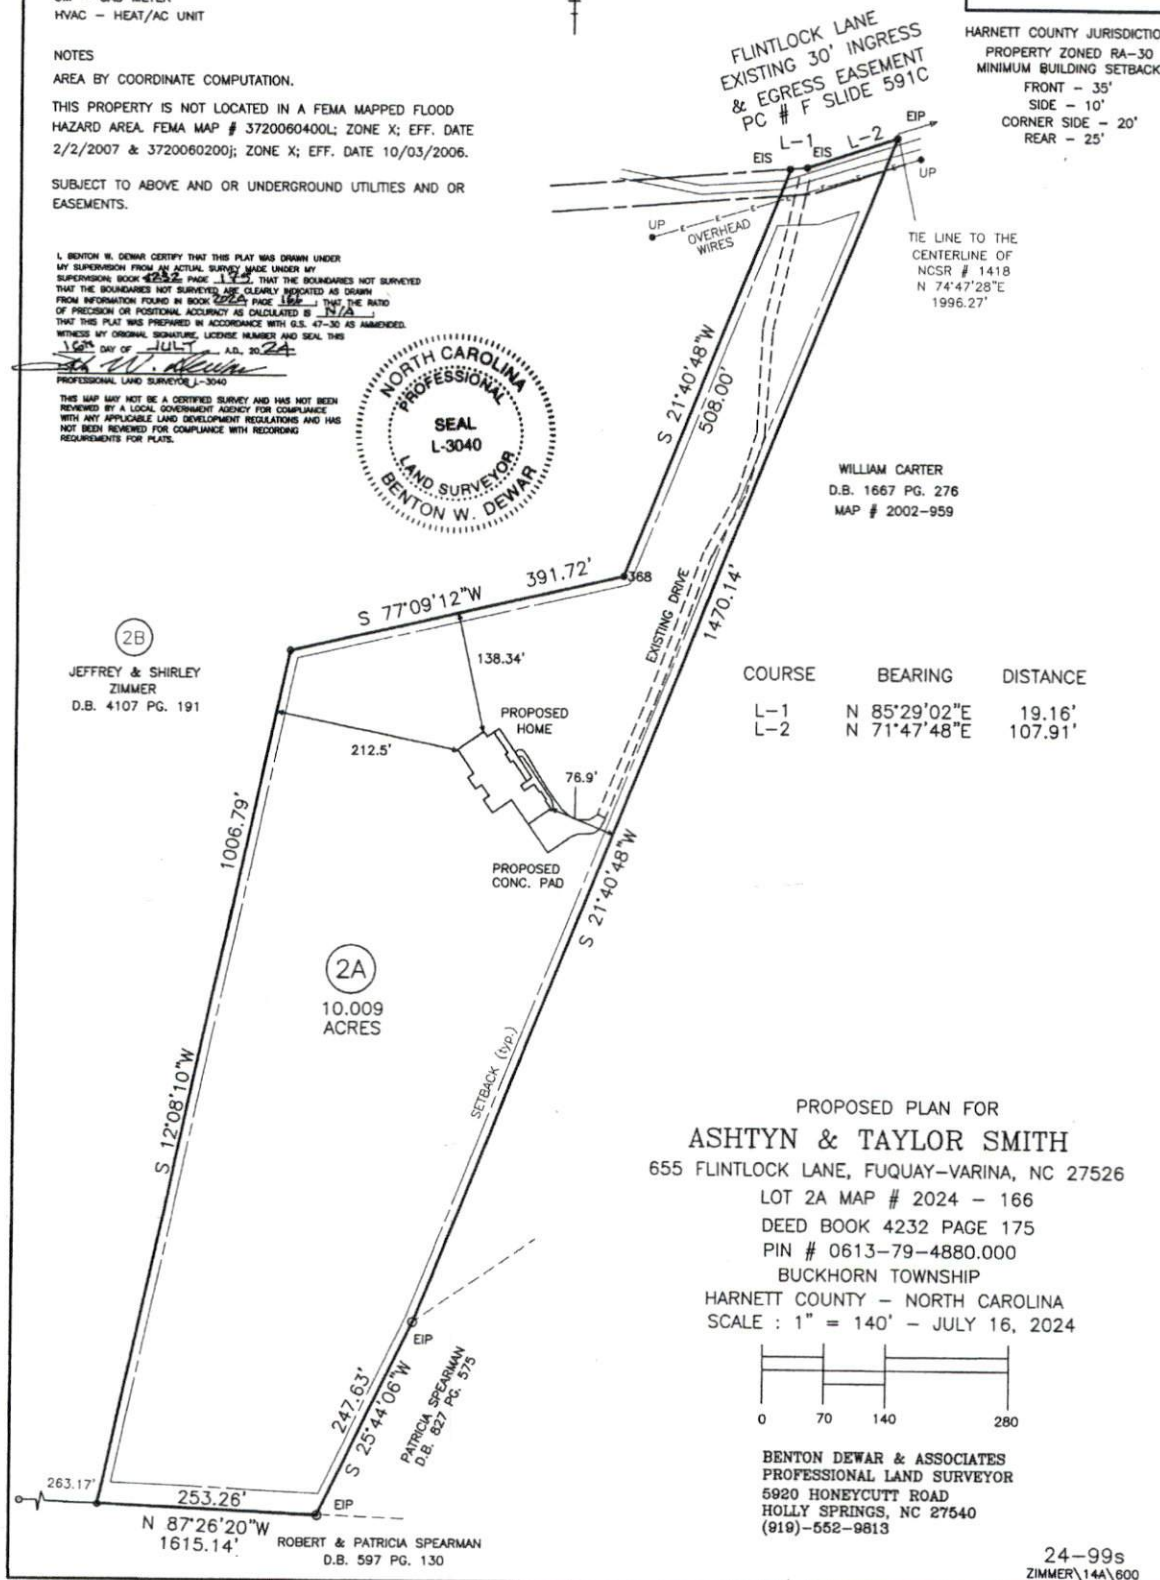 HVAC – HEAT/AC UNIT
NOTES
AREA BY COORDINATE COMPUTATION.
THIS PROPERTY IS NOT LOCATED IN A FEMA MAPPED FLOOD
HAZARD AREA. FEMA MAP # 3720060400L; ZONE X; EFF. DATE
2/2/2007 & 3720060200j; ZONE X; EFF. DATE 10/03/2006.
SUBJECT TO ABOVE AND OR UNDERGROUND UTILITIES AND OR
EASEMENTS.
I, BENTON W. DEWAR CERTIFY THAT THIS PLAT WAS DRAWN UNDER
MY SUPERVISION FROM AN ACTUAL SURVEY MADE UNDER MY
SUPERVISION; BOOK 4232 PAGE 175, THAT THE BOUNDARIES NOT SURVEYED
THAT THE BOUNDARIES NOT SURVEYED ARE CLEARLY INDICATED AS DRAWN
FROM INFORMATION FOUND IN BOOK 2024 PAGE 166; THAT THE RATIO
OF PRECISION OR POSITIONAL ACCURACY AS CALCULATED IS N/A;
THAT THIS PLAT WAS PREPARED IN ACCORDANCE WITH G.S. 47-30 AS AMMENDED.
WITNESS MY ORIGINAL SIGNATURE, LICENSE NUMBER AND SEAL THIS
16TH DAY OF JULY A.D., 2024
PROFESSIONAL LAND SURVEYOR L-3040
THIS MAP MAY NOT BE A CERTIFIED SURVEY AND HAS NOT BEEN
REVIEWED BY A LOCAL GOVERNMENT AGENCY FOR COMPLIANCE
WITH ANY APPLICABLE LAND DEVELOPMENT REGULATIONS AND HAS
NOT BEEN REVIEWED FOR COMPLIANCE WITH RECORDING
REQUIREMENTS FOR PLATS.
NORTH CAROLINA
PROFESSIONAL
SEAL
L-3040
LAND SURVEYOR
BENTON W. DEWAR
FLINTLOCK LANE
EXISTING 30' INGRESS
& EGRESS EASEMENT
PC # F SLIDE 591C
HARNETT COUNTY JURISDICTIO
PROPERTY ZONED RA-30
MINIMUM BUILDING SETBACK
FRONT – 35'
SIDE – 10'
CORNER SIDE – 20'
REAR – 25'
EIS
L-1
EIS
L-2
EIP
UP
UP
E
E
E
E
E
OVERHEAD
WIRES
TIE LINE TO THE
CENTERLINE OF
NCSR # 1418
N 74°47'28"E
1996.27'
S 21°40'48"W
508.00'
WILLIAM CARTER
D.B. 1667 PG. 276
MAP # 2002-959
368
S 77°09'12"W 391.72'
EXISTING DRIVE
1470.14'
2B
JEFFREY & SHIRLEY
ZIMMER
D.B. 4107 PG. 191
138.34'
PROPOSED
HOME
212.5'
76.9'
PROPOSED
CONC. PAD
COURSE BEARING DISTANCE
L-1 N 85°29'02"E 19.16'
L-2 N 71°47'48"E 107.91'
1006.79'
S 21°40'48"W
2A
10.009
ACRES
SETBACK (typ.)
S 12°08'10"W
PROPOSED PLAN FOR
ASHTYN & TAYLOR SMITH
655 FLINTLOCK LANE, FUQUAY-VARINA, NC 27526
LOT 2A MAP # 2024 – 166
DEED BOOK 4232 PAGE 175
PIN # 0613-79-4880.000
BUCKHORN TOWNSHIP
HARNETT COUNTY – NORTH CAROLINA
SCALE : 1" = 140' – JULY 16, 2024
0 70 140 280
EIP
247.63'
S 25°44'06"W
PATRICIA SPEARMAN
D.B. 827 PG. 575
BENTON DEWAR & ASSOCIATES
PROFESSIONAL LAND SURVEYOR
5920 HONEYCUTT ROAD
HOLLY SPRINGS, NC 27540
(919)-552-9813
263.17'
253.26'
EIP
N 87°26'20"W
1615.14'
ROBERT & PATRICIA SPEARMAN
D.B. 597 PG. 130
24-99s
ZIMMER\14A\600